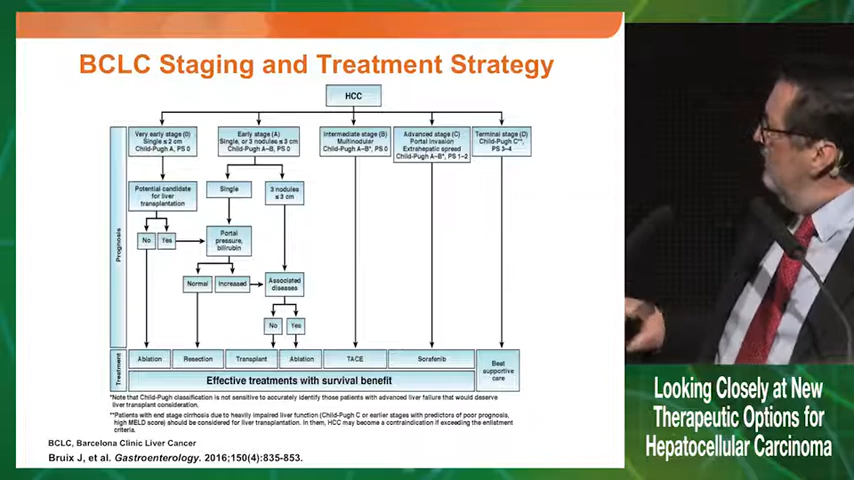 BCLC Staging and Treatment Strategy
HCC
Very early stage (0)
Single ≤ 2 cm
Child-Pugh A, PS 0
Early stage (A)
Single, or 3 nodules ≤ 3 cm
Child-Pugh A–B, PS 0
Intermediate stage (B)
Multinodular
Child-Pugh A–B*, PS 0
Advanced stage (C)
Portal Invasion
Extrahepatic spread
Child-Pugh A–B*, PS 1–2
Terminal stage (D)
Child-Pugh C**,
PS 3–4
Potential candidate
for liver
transplantation
Single
3 nodules
≤ 3 cm
No
Yes
Portal
pressure,
bilirubin
Normal
Increased
Associated
diseases
No
Yes
Prognosis
Treatment
Ablation
Resection
Transplant
Ablation
TACE
Sorafenib
Best
supportive
care
Effective treatments with survival benefit
*Note that Child-Pugh classification is not sensitive to accurately identify those patients with advanced liver failure that would deserve
liver transplant consideration.
**Patients with end stage cirrhosis due to heavily impaired liver function (Child-Pugh C or earlier stages with predictors of poor prognosis,
high MELD score) should be considered for liver transplantation. In them, HCC may become a contraindication if exceeding the enlistment
criteria.
BCLC, Barcelona Clinic Liver Cancer
Bruix J, et al. Gastroenterology. 2016;150(4):835-853.
Looking Closely at New
Therapeutic Options for
Hepatocellular Carcinoma